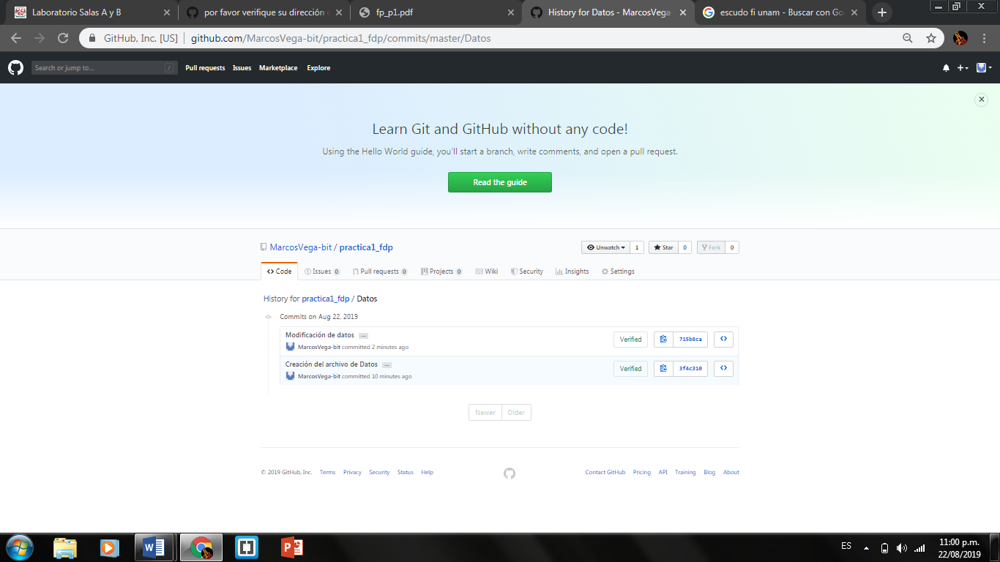 Laboratorio Salas A y B
por favor verifique su dirección
fp_p1.pdf
History for Datos - MarcosVega-
escudo fi unam - Buscar con Go
GitHub, Inc. [US] | github.com/MarcosVega-bit/practica1_fdp/commits/master/Datos
Search or jump to... /
Pull requests Issues Marketplace Explore
Learn Git and GitHub without any code!
Using the Hello World guide, you'll start a branch, write comments, and open a pull request.
Read the guide
MarcosVega-bit / practica1_fdp
Unwatch 1 Star 0 Fork 0
Code Issues 0 Pull requests 0 Projects 0 Wiki Security Insights Settings
History for practica1_fdp / Datos
Commits on Aug 22, 2019
Modificación de datos ...
MarcosVega-bit committed 2 minutes ago
Verified 715b8ca
Creación del archivo de Datos ...
MarcosVega-bit committed 10 minutes ago
Verified 3f4c310
Newer Older
© 2019 GitHub, Inc. Terms Privacy Security Status Help
Contact GitHub Pricing API Training Blog About
ES
11:00 p.m.
22/08/2019